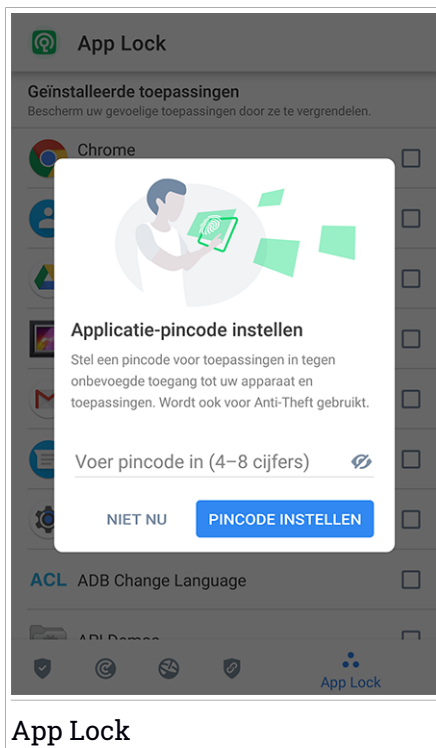 App Lock
Geïnstalleerde toepassingen
Bescherm uw gevoelige toepassingen door ze te vergrendelen.
Chrome
Applicatie-pincode instellen
Stel een pincode voor toepassingen in tegen
onbevoegde toegang tot uw apparaat en
toepassingen. Wordt ook voor Anti-Theft gebruikt.
Voer pincode in (4–8 cijfers)
NIET NU
PINCODE INSTELLEN
ACL ADB Change Language
API Demos
App Lock
App Lock